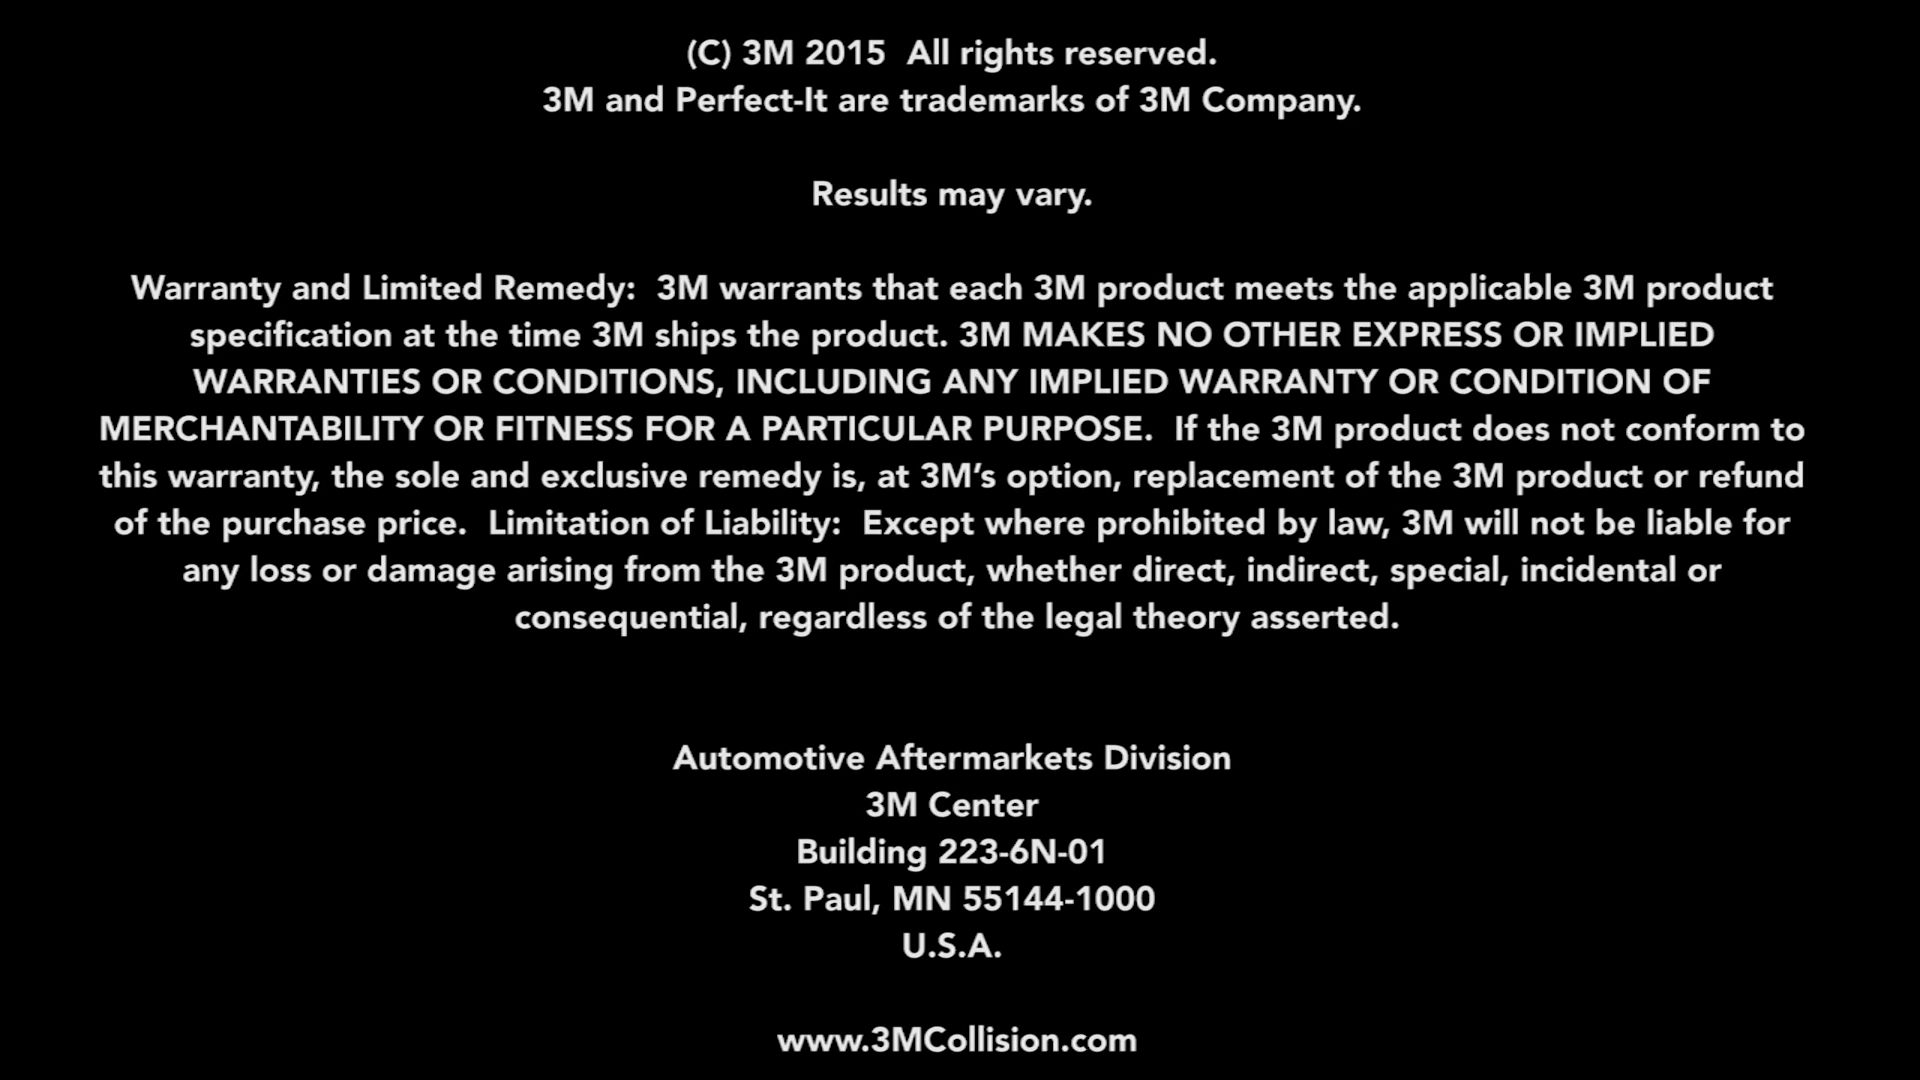 (C) 3M 2015  All rights reserved.
3M and Perfect-It are trademarks of 3M Company.
Results may vary.
Warranty and Limited Remedy:  3M warrants that each 3M product meets the applicable 3M product
specification at the time 3M ships the product. 3M MAKES NO OTHER EXPRESS OR IMPLIED
WARRANTIES OR CONDITIONS, INCLUDING ANY IMPLIED WARRANTY OR CONDITION OF
MERCHANTABILITY OR FITNESS FOR A PARTICULAR PURPOSE.  If the 3M product does not conform to
this warranty, the sole and exclusive remedy is, at 3M’s option, replacement of the 3M product or refund
of the purchase price.  Limitation of Liability:  Except where prohibited by law, 3M will not be liable for
any loss or damage arising from the 3M product, whether direct, indirect, special, incidental or
consequential, regardless of the legal theory asserted.
Automotive Aftermarkets Division
3M Center
Building 223-6N-01
St. Paul, MN 55144-1000
U.S.A.
www.3MCollision.com